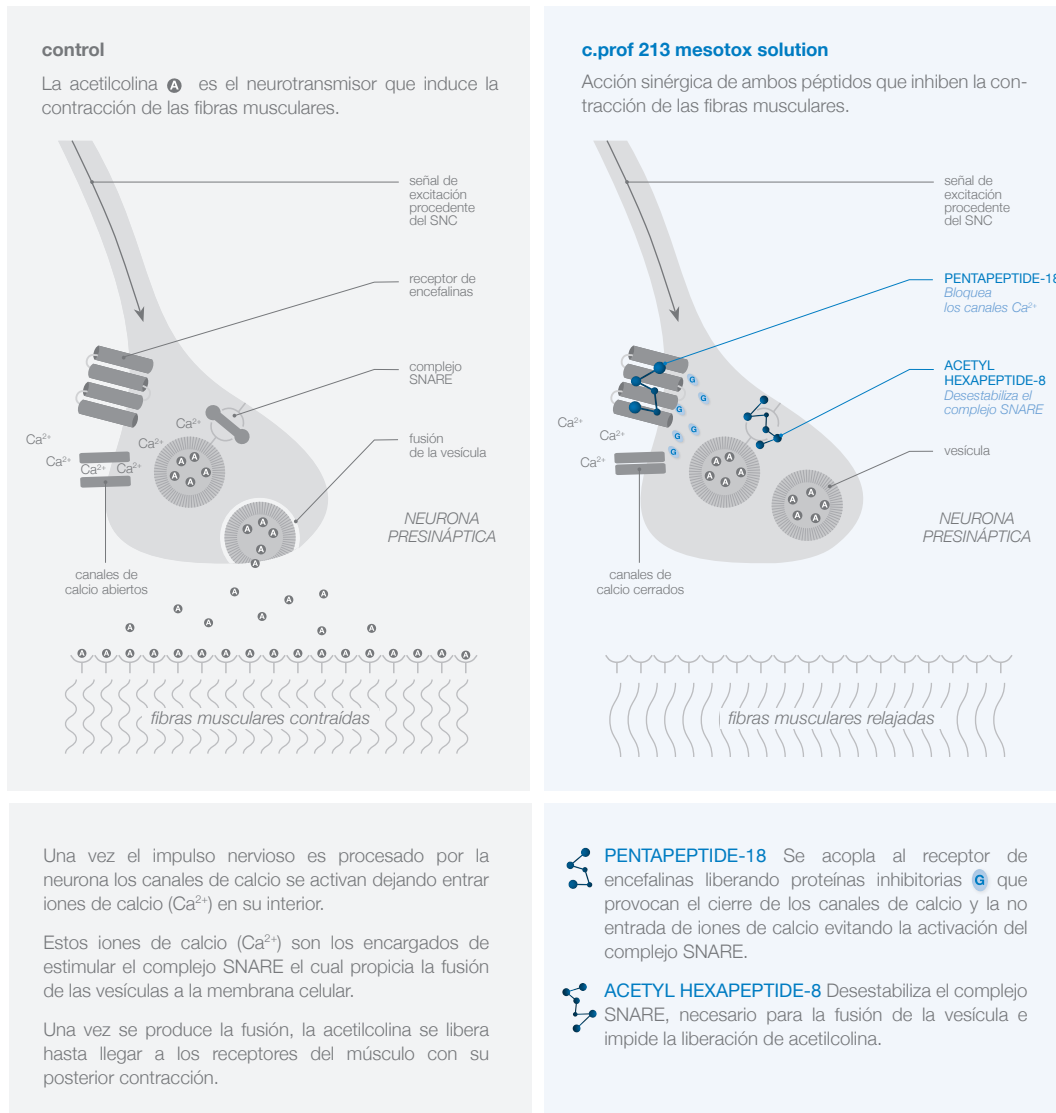 control
La acetilcolina A es el neurotransmisor que induce la
contracción de las fibras musculares.
señal de
excitación
procedente
del SNC
receptor de
encefalinas
complejo
SNARE
fusión
de la vesícula
Ca²⁺
Ca²⁺
Ca²⁺
Ca²⁺
Ca²⁺
Ca²⁺
NEURONA
PRESINÁPTICA
canales de
calcio abiertos
fibras musculares contraídas
c.prof 213 mesotox solution
Acción sinérgica de ambos péptidos que inhiben la con-
tracción de las fibras musculares.
señal de
excitación
procedente
del SNC
PENTAPEPTIDE-18
Bloquea
los canales Ca²⁺
ACETYL
HEXAPEPTIDE-8
Desestabiliza el
complejo SNARE
vesícula
Ca²⁺
Ca²⁺
Ca²⁺
NEURONA
PRESINÁPTICA
canales de
calcio cerrados
fibras musculares relajadas
Una vez el impulso nervioso es procesado por la
neurona los canales de calcio se activan dejando entrar
iones de calcio (Ca²⁺) en su interior.
Estos iones de calcio (Ca²⁺) son los encargados de
estimular el complejo SNARE el cual propicia la fusión
de las vesículas a la membrana celular.
Una vez se produce la fusión, la acetilcolina se libera
hasta llegar a los receptores del músculo con su
posterior contracción.
PENTAPEPTIDE-18 Se acopla al receptor de
encefalinas liberando proteínas inhibitorias G que
provocan el cierre de los canales de calcio y la no
entrada de iones de calcio evitando la activación del
complejo SNARE.
ACETYL HEXAPEPTIDE-8 Desestabiliza el complejo
SNARE, necesario para la fusión de la vesícula e
impide la liberación de acetilcolina.